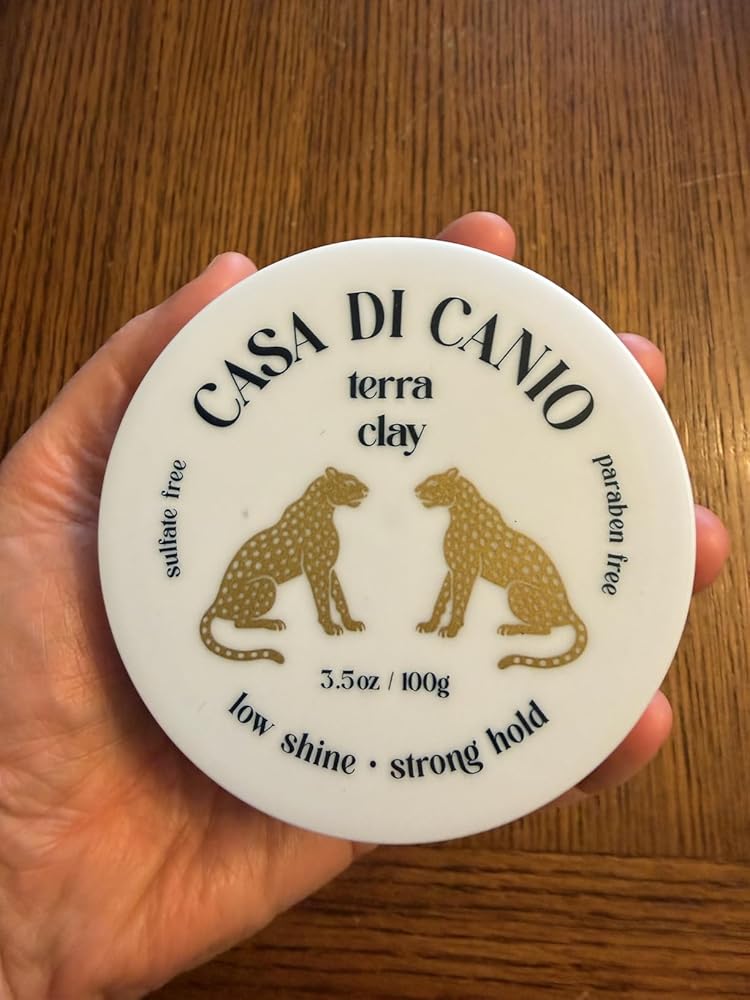 CASA DI CANIO
terra
clay
sulfate free
paraben free
3.5oz / 100g
low shine • strong hold